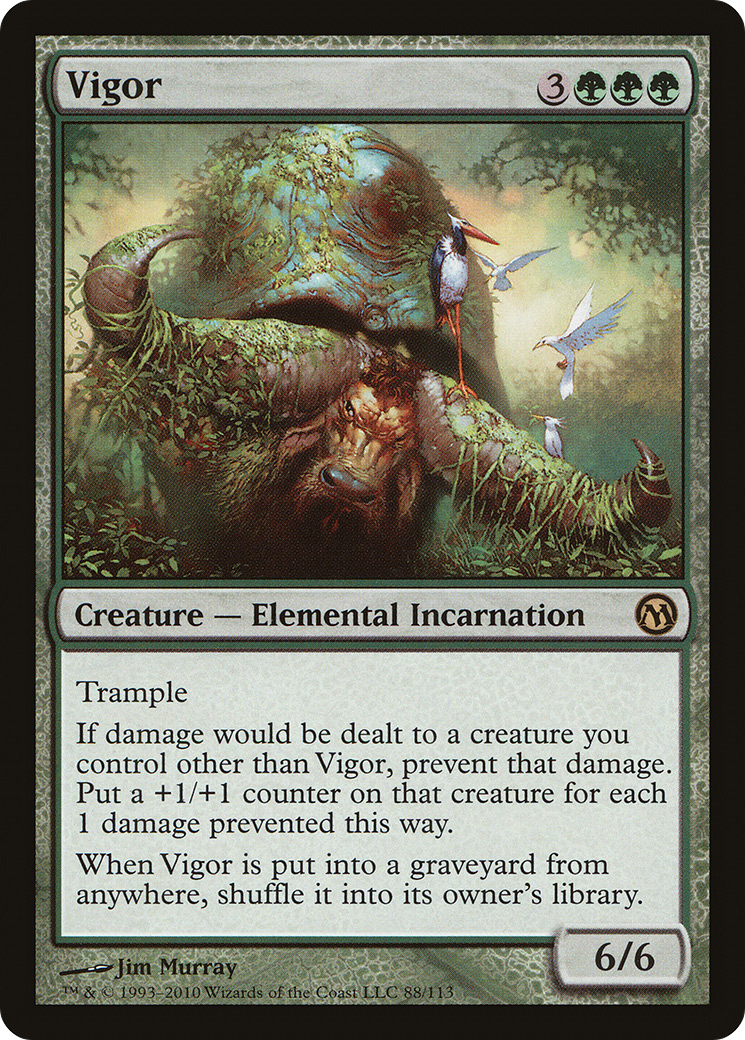 Vigor 3
Creature — Elemental Incarnation
Trample
If damage would be dealt to a creature you
control other than Vigor, prevent that damage.
Put a +1/+1 counter on that creature for each
1 damage prevented this way.
When Vigor is put into a graveyard from
anywhere, shuffle it into its owner's library.
6/6
Jim Murray
™ & © 1993–2010 Wizards of the Coast LLC 88/113